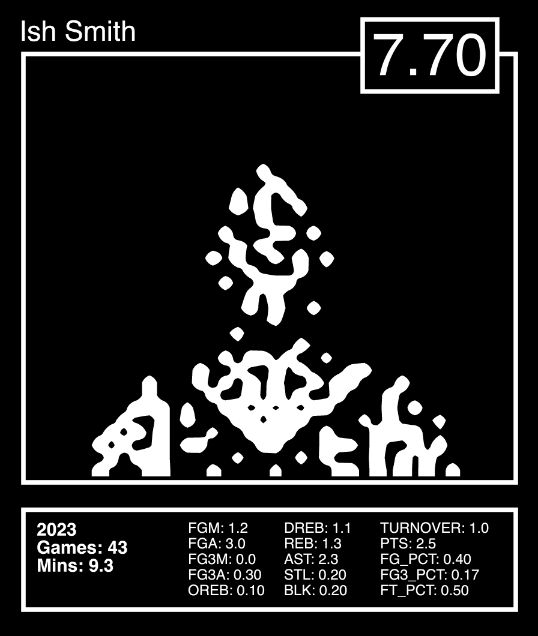 Ish Smith
7.70
2023
Games: 43
Mins: 9.3
FGM: 1.2
FGA: 3.0
FG3M: 0.0
FG3A: 0.30
OREB: 0.10
DREB: 1.1
REB: 1.3
AST: 2.3
STL: 0.20
BLK: 0.20
TURNOVER: 1.0
PTS: 2.5
FG_PCT: 0.40
FG3_PCT: 0.17
FT_PCT: 0.50